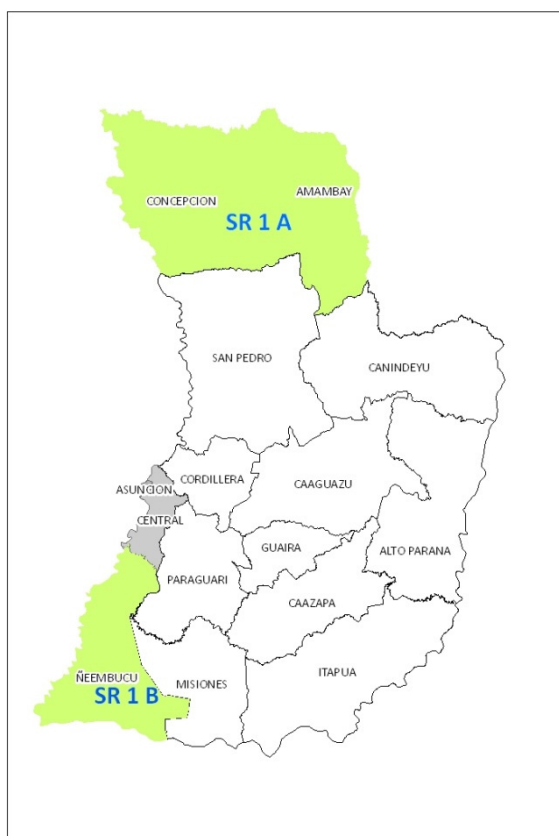 AMAMBAY
CONCEPCION
SR 1 A
SAN PEDRO
CANINDEYU
CORDILLERA
CAAGUAZU
ASUNCION
CENTRAL
GUAIRA
ALTO PARANA
PARAGUARI
CAAZAPA
ITAPUA
ÑEEMBUCU
MISIONES
SR 1 B